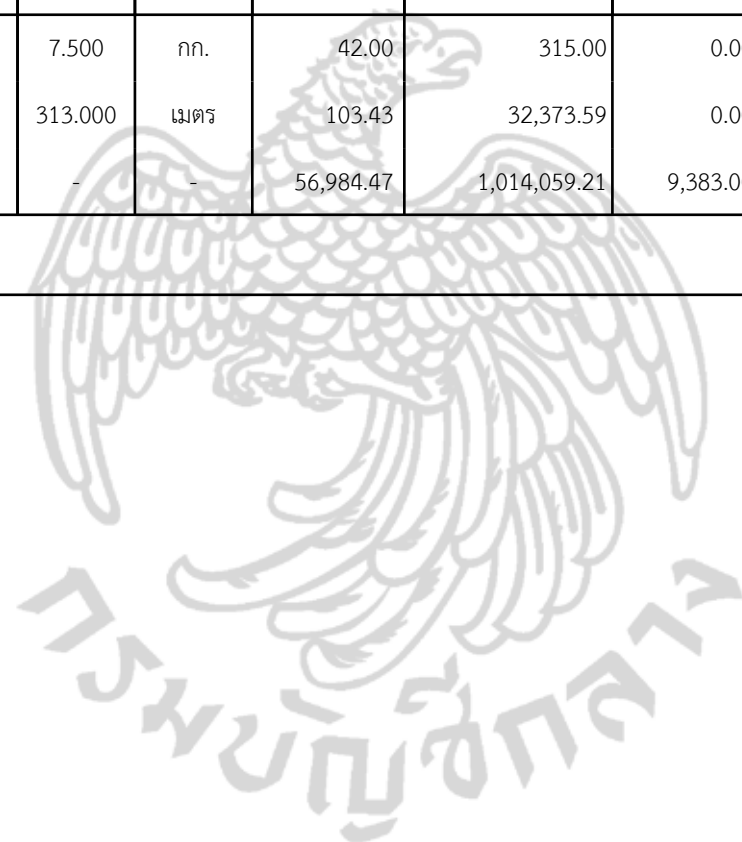 7.500 กก. 42.00 315.00 0.0
313.000 เมตร 103.43 32,373.59 0.0
- - 56,984.47 1,014,059.21 9,383.0
กรมบัญชีกลาง